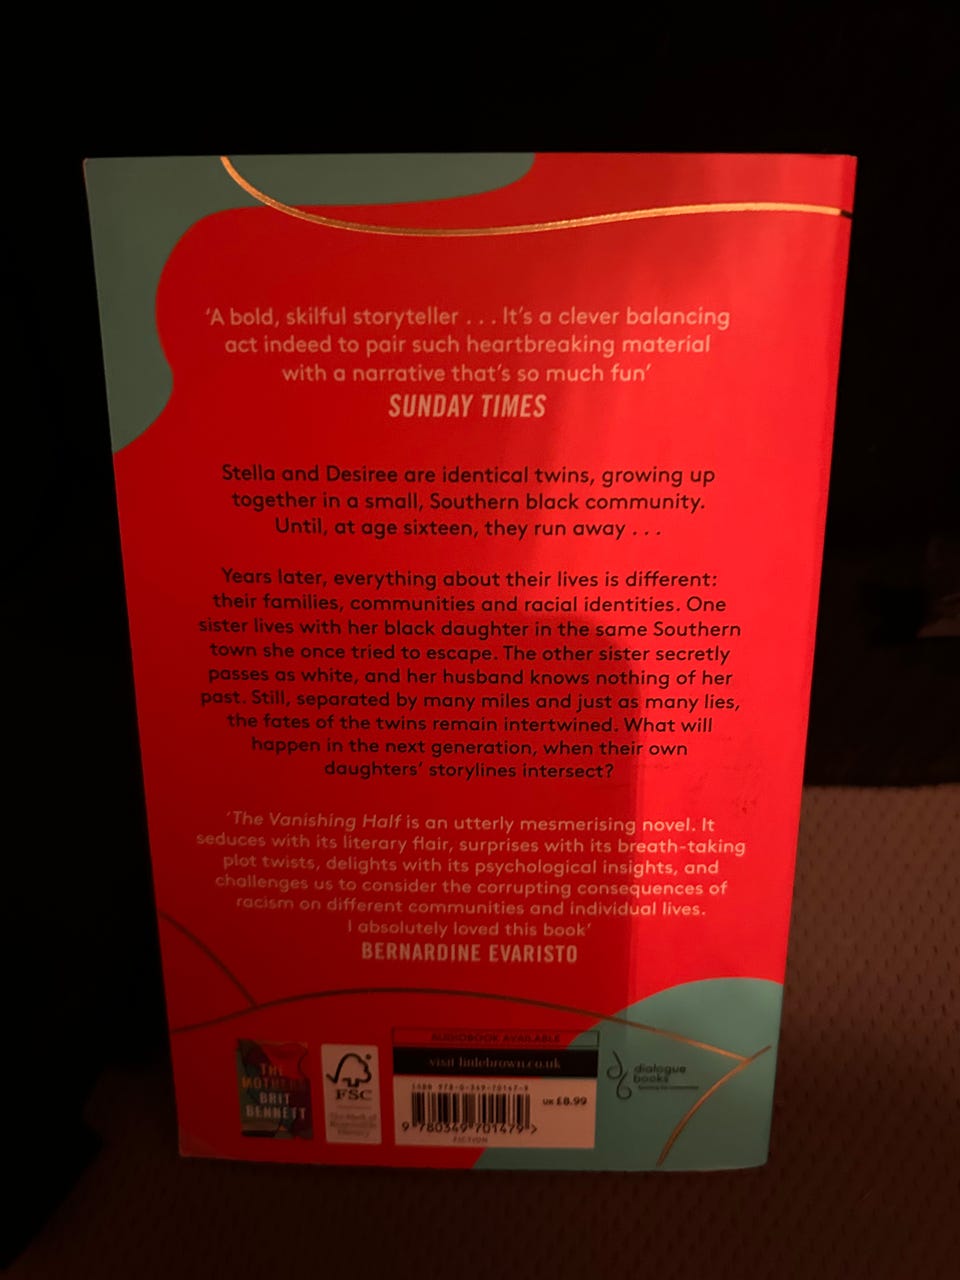 ‘A bold, skilful storyteller . . . It’s a clever balancing
act indeed to pair such heartbreaking material
with a narrative that’s so much fun’
SUNDAY TIMES
Stella and Desiree are identical twins, growing up
together in a small, Southern black community.
Until, at age sixteen, they run away . . .
Years later, everything about their lives is different:
their families, communities and racial identities. One
sister lives with her black daughter in the same Southern
town she once tried to escape. The other sister secretly
passes as white, and her husband knows nothing of her
past. Still, separated by many miles and just as many lies,
the fates of the twins remain intertwined. What will
happen in the next generation, when their own
daughters’ storylines intersect?
‘The Vanishing Half is an utterly mesmerising novel. It
seduces with its literary flair, surprises with its breath-taking
plot twists, delights with its psychological insights, and
challenges us to consider the corrupting consequences of
racism on different communities and individual lives.
I absolutely loved this book’
BERNARDINE EVARISTO
THE
MOTHERS
BRIT
BENNETT
FSC
AUDIOBOOK AVAILABLE
visit littlebrown.co.uk
ISBN 978-0-349-70147-9
UK £8.99
9 780349 701479 >
FICTION
dialogue
books